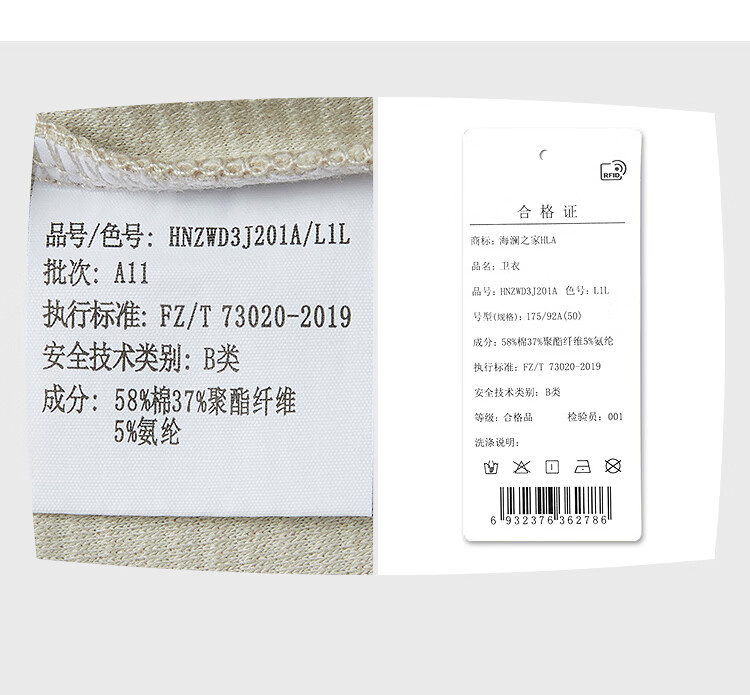 品号/色号: HNZWD3J201A/L1L
批次: A11
执行标准: FZ/T 73020-2019
安全技术类别: B类
成分: 58%棉37%聚酯纤维
5%氨纶
RFID
合格证
商标: 海澜之家HLA
品名: 卫衣
品号: HNZWD3J201A 色号: L1L
号型(规格): 175/92A(50)
成分: 58%棉37%聚酯纤维5%氨纶
执行标准: FZ/T 73020-2019
安全技术类别: B类
等级: 合格品 检验员: 001
洗涤说明:
6 932376 362786